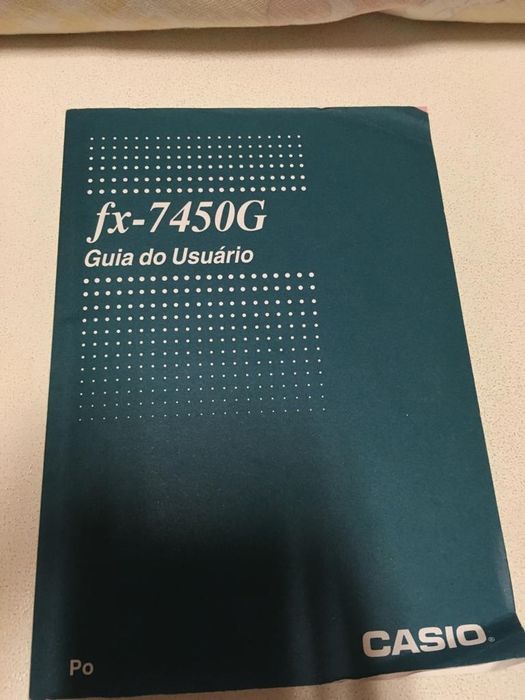 fx-7450G
Guia do Usuário
Po
CASIO®